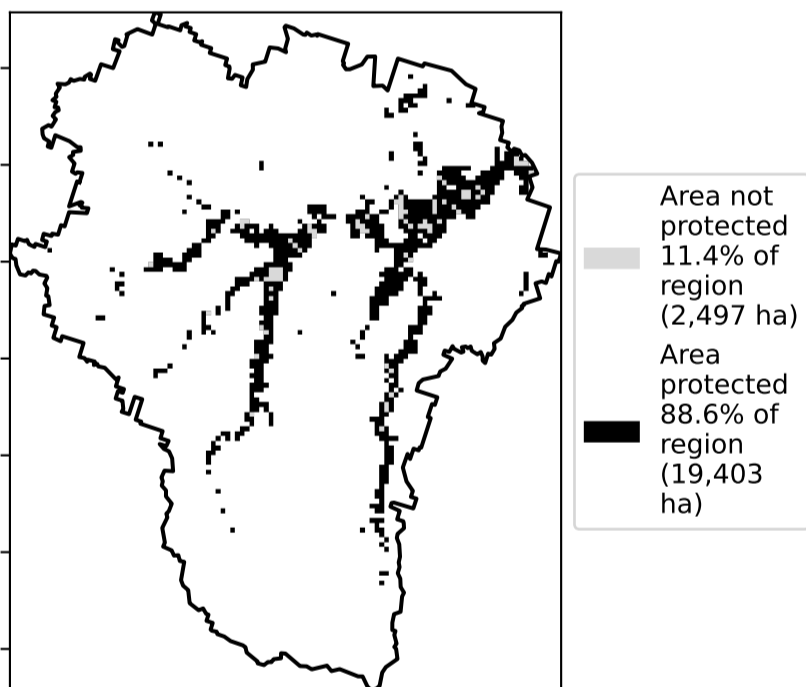 Area not
protected
11.4% of
region
(2,497 ha)
Area
protected
88.6% of
region
(19,403
ha)